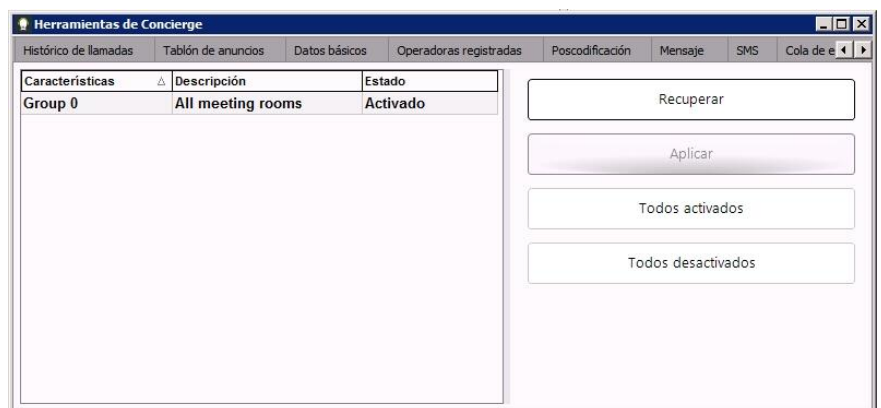 Herramientas de Concierge
Histórico de llamadas Tablón de anuncios Datos básicos Operadoras registradas Poscodificación Mensaje SMS Cola de e
Características Descripción Estado
Group 0 All meeting rooms Activado
Recuperar
Aplicar
Todos activados
Todos desactivados